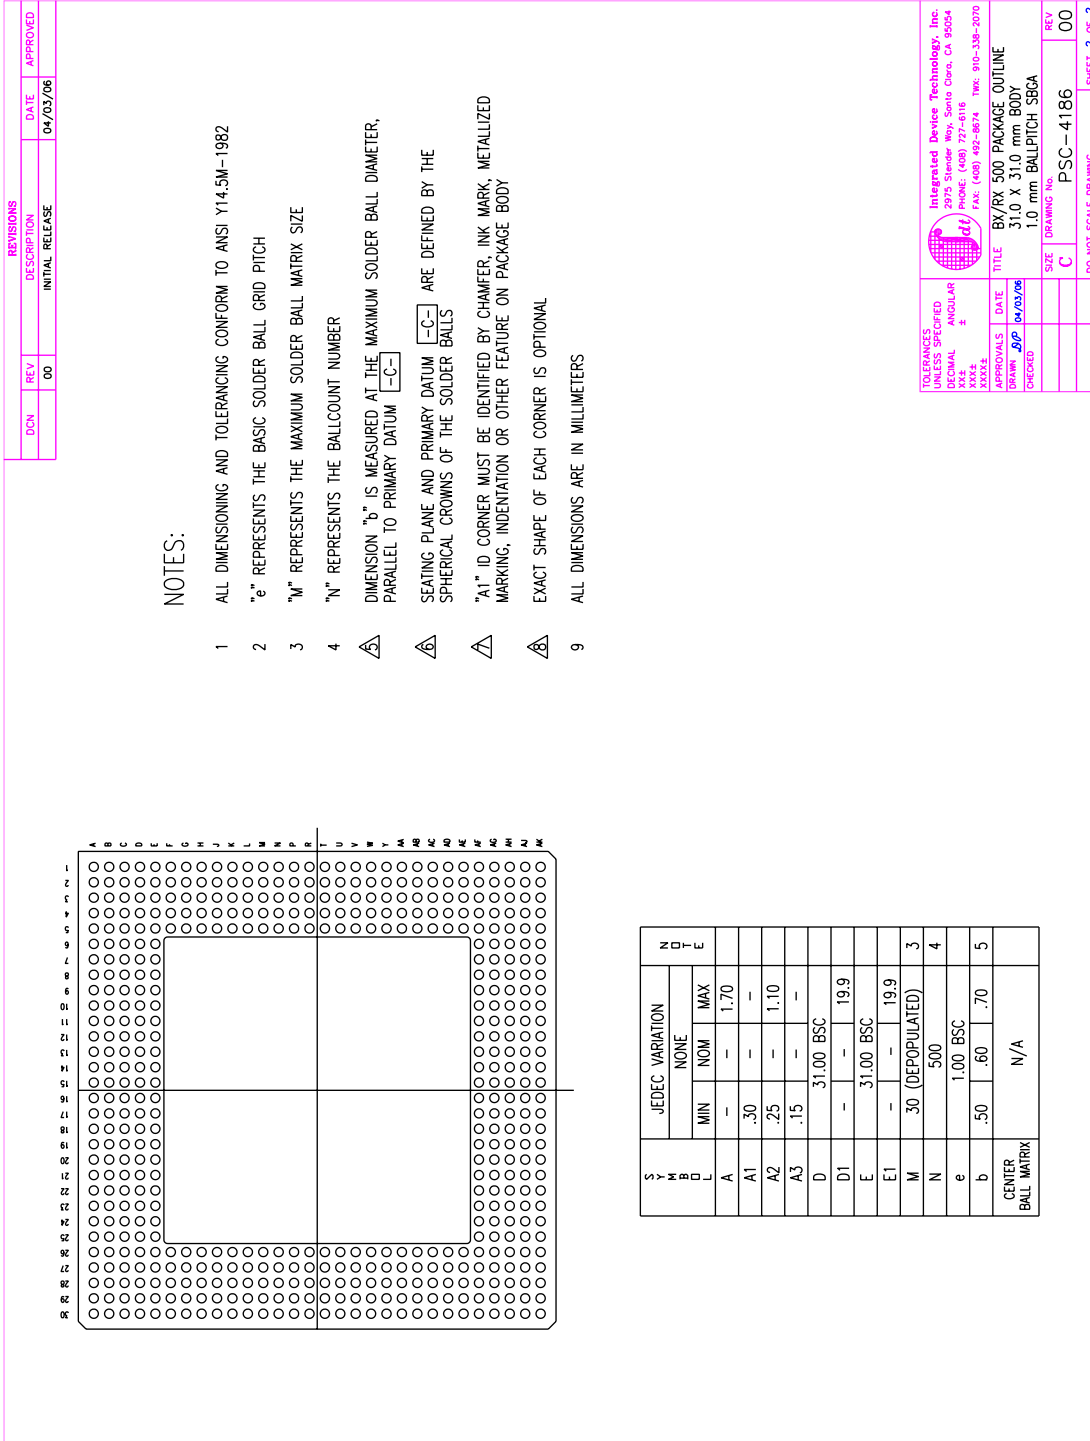 REVISIONS
DCN REV DESCRIPTION DATE APPROVED
00 INITIAL RELEASE 04/03/06
NOTES:
1 ALL DIMENSIONING AND TOLERANCING CONFORM TO ANSI Y14.5M-1982
2 "e" REPRESENTS THE BASIC SOLDER BALL GRID PITCH
3 "M" REPRESENTS THE MAXIMUM SOLDER BALL MATRIX SIZE
4 "N" REPRESENTS THE BALLCOUNT NUMBER
5 DIMENSION "b" IS MEASURED AT THE MAXIMUM SOLDER BALL DIAMETER,
PARALLEL TO PRIMARY DATUM -C-
6 SEATING PLANE AND PRIMARY DATUM -C- ARE DEFINED BY THE
SPHERICAL CROWNS OF THE SOLDER BALLS
7 "A1" ID CORNER MUST BE IDENTIFIED BY CHAMFER, INK MARK, METALLIZED
MARKING, INDENTATION OR OTHER FEATURE ON PACKAGE BODY
8 EXACT SHAPE OF EACH CORNER IS OPTIONAL
9 ALL DIMENSIONS ARE IN MILLIMETERS
30 29 28 27 26 25 24 23 22 21 20 19 18 17 16 15 14 13 12 11 10 9 8 7 6 5 4 3 2 1
A
B
C
D
E
F
G
H
J
K
L
M
N
P
R
T
U
V
W
Y
AA
AB
AC
AD
AE
AF
AG
AH
AJ
AK
SYMBOL JEDEC VARIATION NOTE
NONE
MIN NOM MAX
A - - 1.70
A1 .30 - -
A2 .25 - 1.10
A3 .15 - -
D 31.00 BSC
D1 - - 19.9
E 31.00 BSC
E1 - - 19.9
M 30 (DEPOPULATED) 3
N 500 4
e 1.00 BSC
b .50 .60 .70 5
CENTER
BALL MATRIX N/A
TOLERANCES
UNLESS SPECIFIED
DECIMAL ANGULAR
XX± ±
XXX±
XXXX±
idt
Integrated Device Technology, Inc.
2975 Stender Way, Santa Clara, CA 95054
PHONE: (408) 727-6116
FAX: (408) 492-8674 TWX: 910-338-2070
APPROVALS DATE
DRAWN 04/03/06
CHECKED
TITLE BX/RX 500 PACKAGE OUTLINE
31.0 X 31.0 mm BODY
1.0 mm BALLPITCH SBGA
SIZE DRAWING No. REV
C PSC-4186 00
DO NOT SCALE DRAWING SHEET 2 OF 2